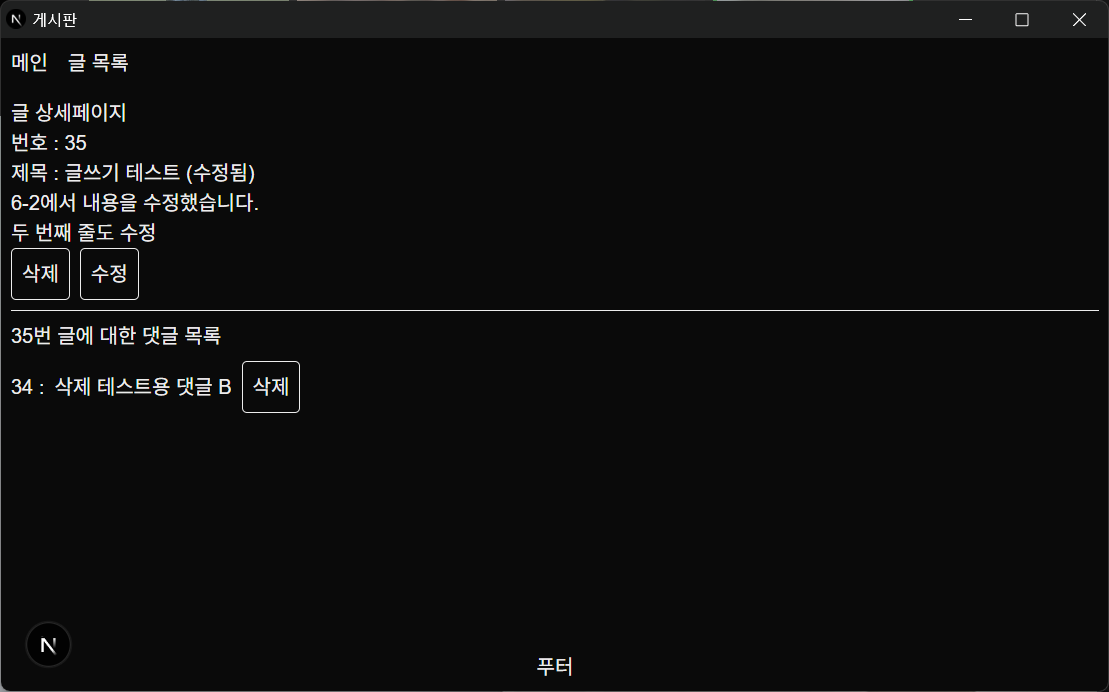 N 게시판
메인 글 목록
글 상세페이지
번호 : 35
제목 : 글쓰기 테스트 (수정됨)
6-2에서 내용을 수정했습니다.
두 번째 줄도 수정
삭제 수정
35번 글에 대한 댓글 목록
34 : 삭제 테스트용 댓글 B 삭제
N
푸터